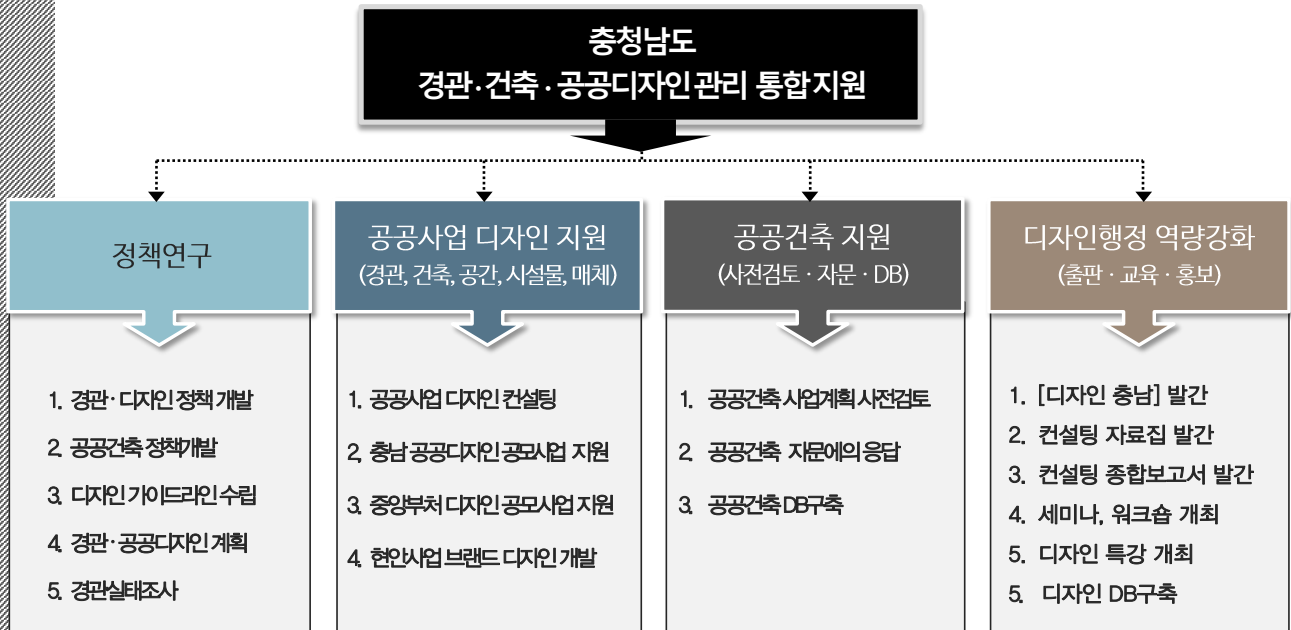 충청남도
경관·건축·공공디자인관리 통합지원
정책연구
1. 경관·디자인 정책 개발
2. 공공건축 정책개발
3. 디자인 가이드라인 수립
4. 경관·공공디자인 계획
5. 경관실태조사
공공사업 디자인 지원
(경관, 건축, 공간, 시설물, 매체)
1. 공공사업 디자인 컨설팅
2. 충남 공공디자인 공모사업 지원
3. 중앙부처 디자인 공모사업 지원
4. 현안사업 브랜드 디자인 개발
공공건축 지원
(사전검토·자문·DB)
1. 공공건축 사업계획 사전검토
2. 공공건축 자문에의 응답
3. 공공건축 DB구축
디자인행정 역량강화
(출판·교육·홍보)
1. [디자인 충남] 발간
2. 컨설팅 자료집 발간
3. 컨설팅 종합보고서 발간
4. 세미나, 워크숍 개최
5. 디자인 특강 개최
5. 디자인 DB구축